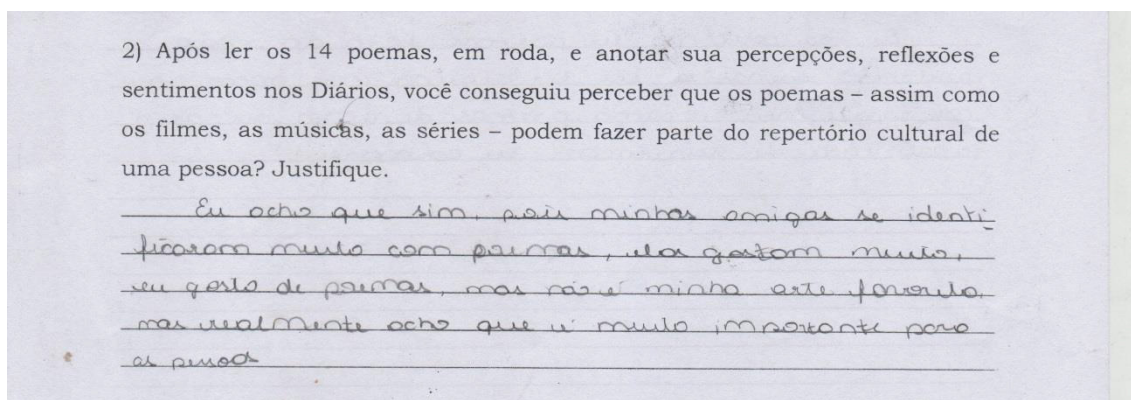 2) Após ler os 14 poemas, em roda, e anotar sua percepções, reflexões e
sentimentos nos Diários, você conseguiu perceber que os poemas – assim como
os filmes, as músicas, as séries – podem fazer parte do repertório cultural de
uma pessoa? Justifique.
Eu acho que sim, pois minhas amigas se identi-
ficaram muito com poemas, elas gostam muito,
eu gosto de poemas, mas não é minha arte favorita,
mas realmente acho que é muito importante para
as pessoas